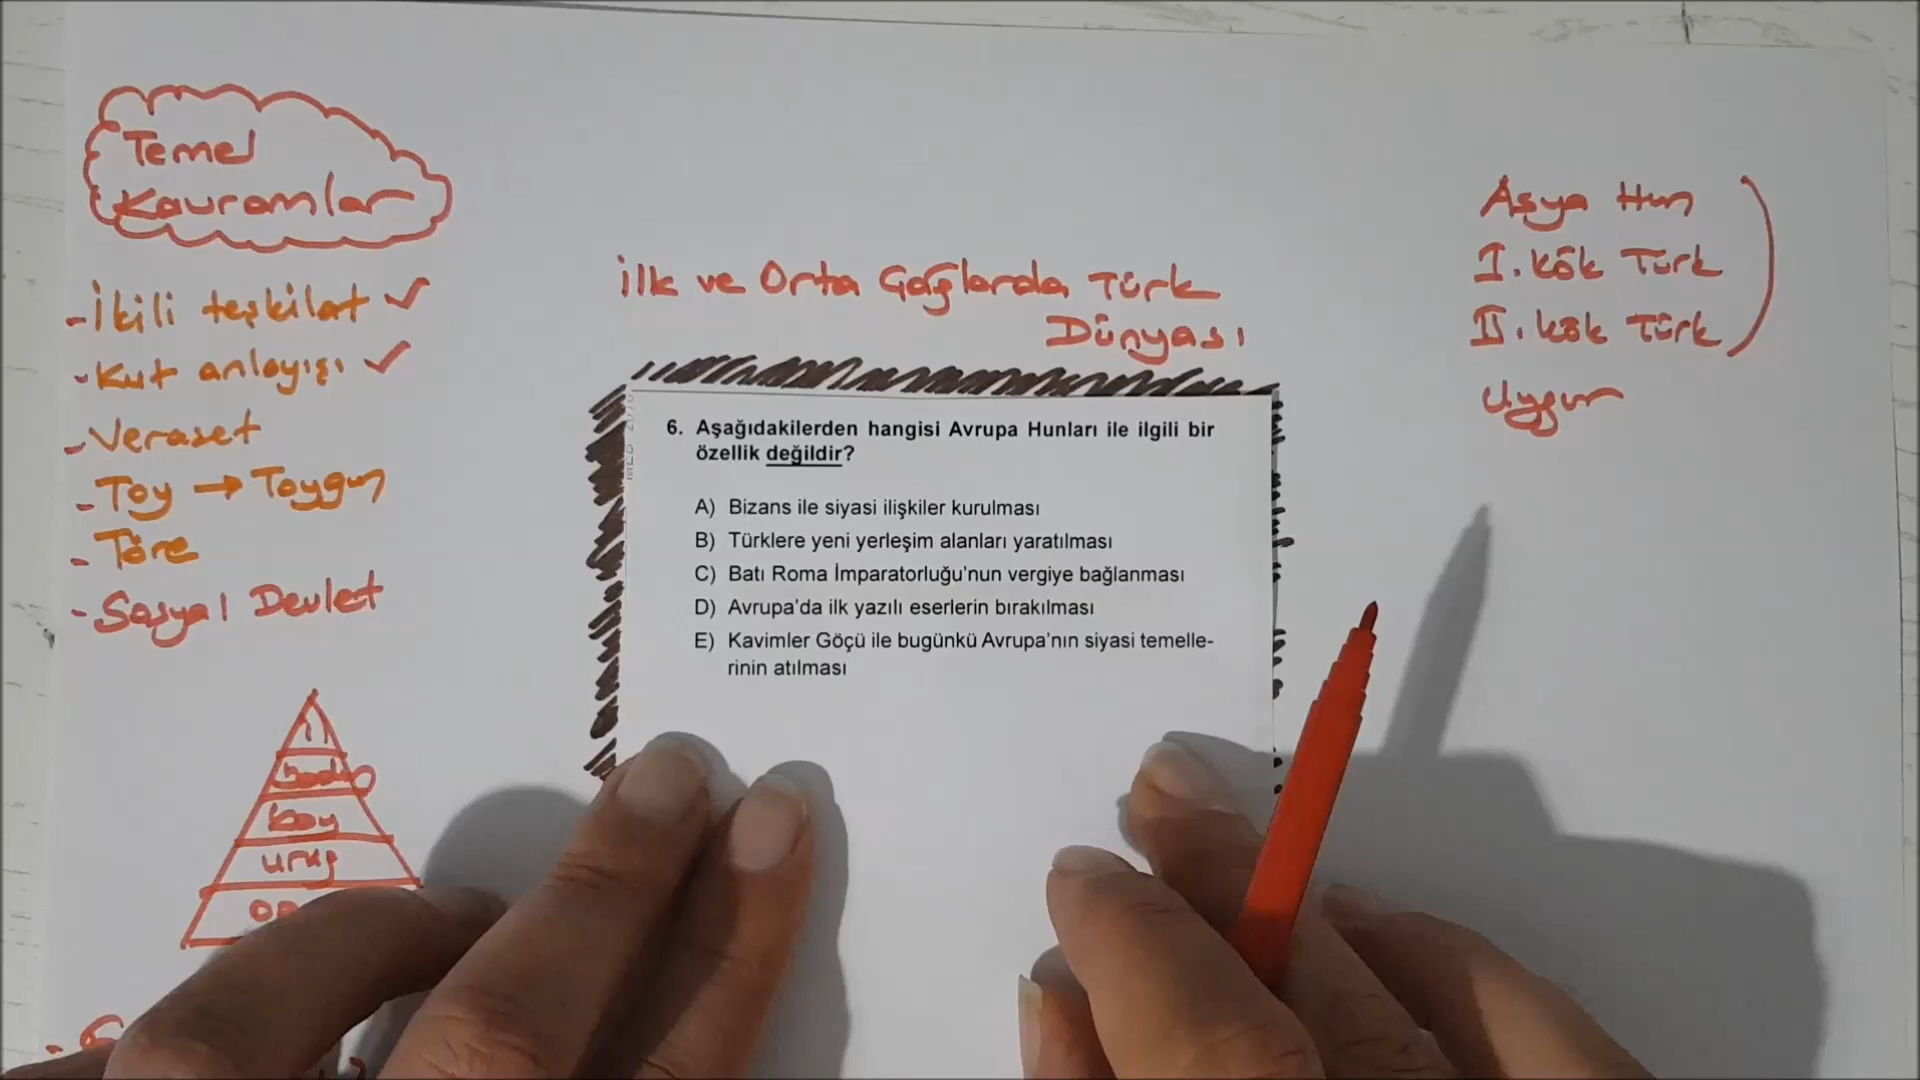 Temel
Kavramlar
- İkili teşkilat ✓
- Kut anlayışı ✓
- Veraset
- Toy → Toygun
- Töre
- Sosyal Devlet
il
boy
uruş
İlk ve Orta Çağlarda Türk
Dünyası
6. Aşağıdakilerden hangisi Avrupa Hunları ile ilgili bir
özellik değildir?
A) Bizans ile siyasi ilişkiler kurulması
B) Türklere yeni yerleşim alanları yaratılması
C) Batı Roma İmparatorluğu'nun vergiye bağlanması
D) Avrupa'da ilk yazılı eserlerin bırakılması
E) Kavimler Göçü ile bugünkü Avrupa'nın siyasi temelle-
rinin atılması
Asya Hun
I. kök Türk
II. kök Türk
Uygur